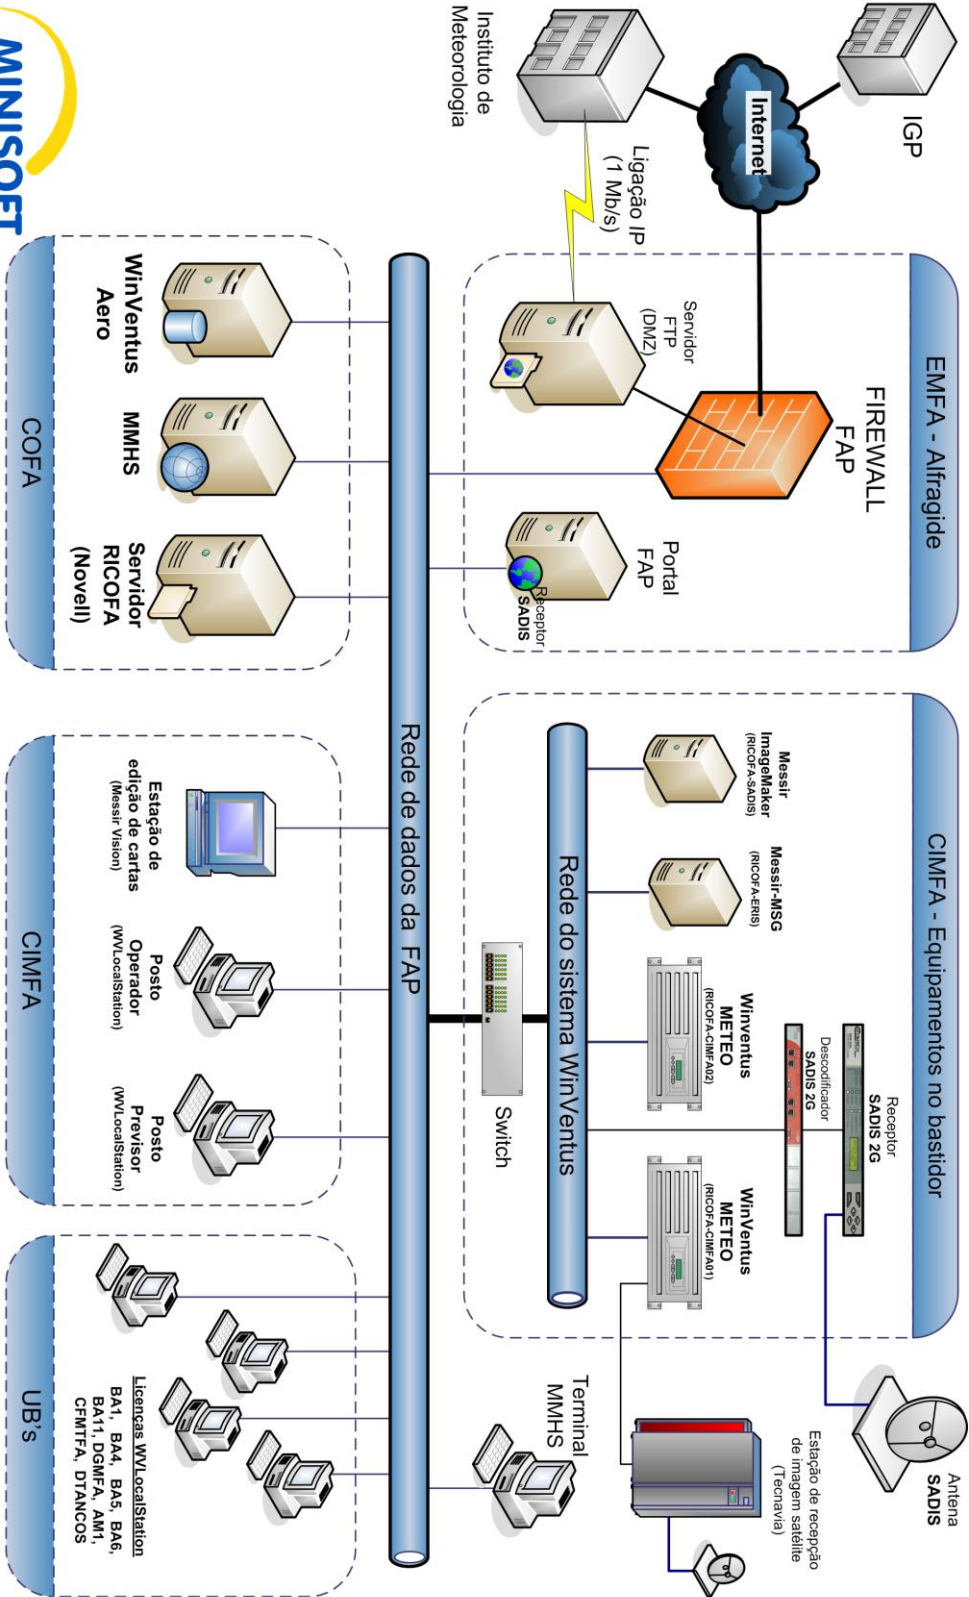 EMFA - Alfragide
CIMFA - Equipamentos no bastidor
IGP
Internet
Instituto de
Meteorologia
Ligação IP
(1 Mb/s)
FIREWALL
FAP
Servidor
FTP
(DMZ)
Portal
FAP
Receptor
SADIS
Receptor
SADIS 2G
Descodificador
SADIS 2G
Messir
ImageMaker
(RICOFA-SADIS)
Messir-MSG
(RICOFA-ERIS)
Winventus
METEO
(RICOFA-CIMFA02)
WinVentus
METEO
(RICOFA-CIMFA01)
Rede do sistema WinVentus
Switch
Antena
SADIS
Estação de recepção
de imagem satélite
(Tecnavia)
Terminal
MMHS
Rede de dados da FAP
WinVentus
Aero
MMHS
Servidor
RICOFA
(Novell)
COFA
Estação de
edição de cartas
(Messir Vision)
Posto
Operador
(WVLocalStation)
Posto
Previsor
(WVLocalStation)
CIMFA
Licenças WVLocalStation
BA1, BA4, BA5, BA6,
BA11, DGMFA, AM1,
CFMTFA, DTANCOS
UB's
MINISOFT